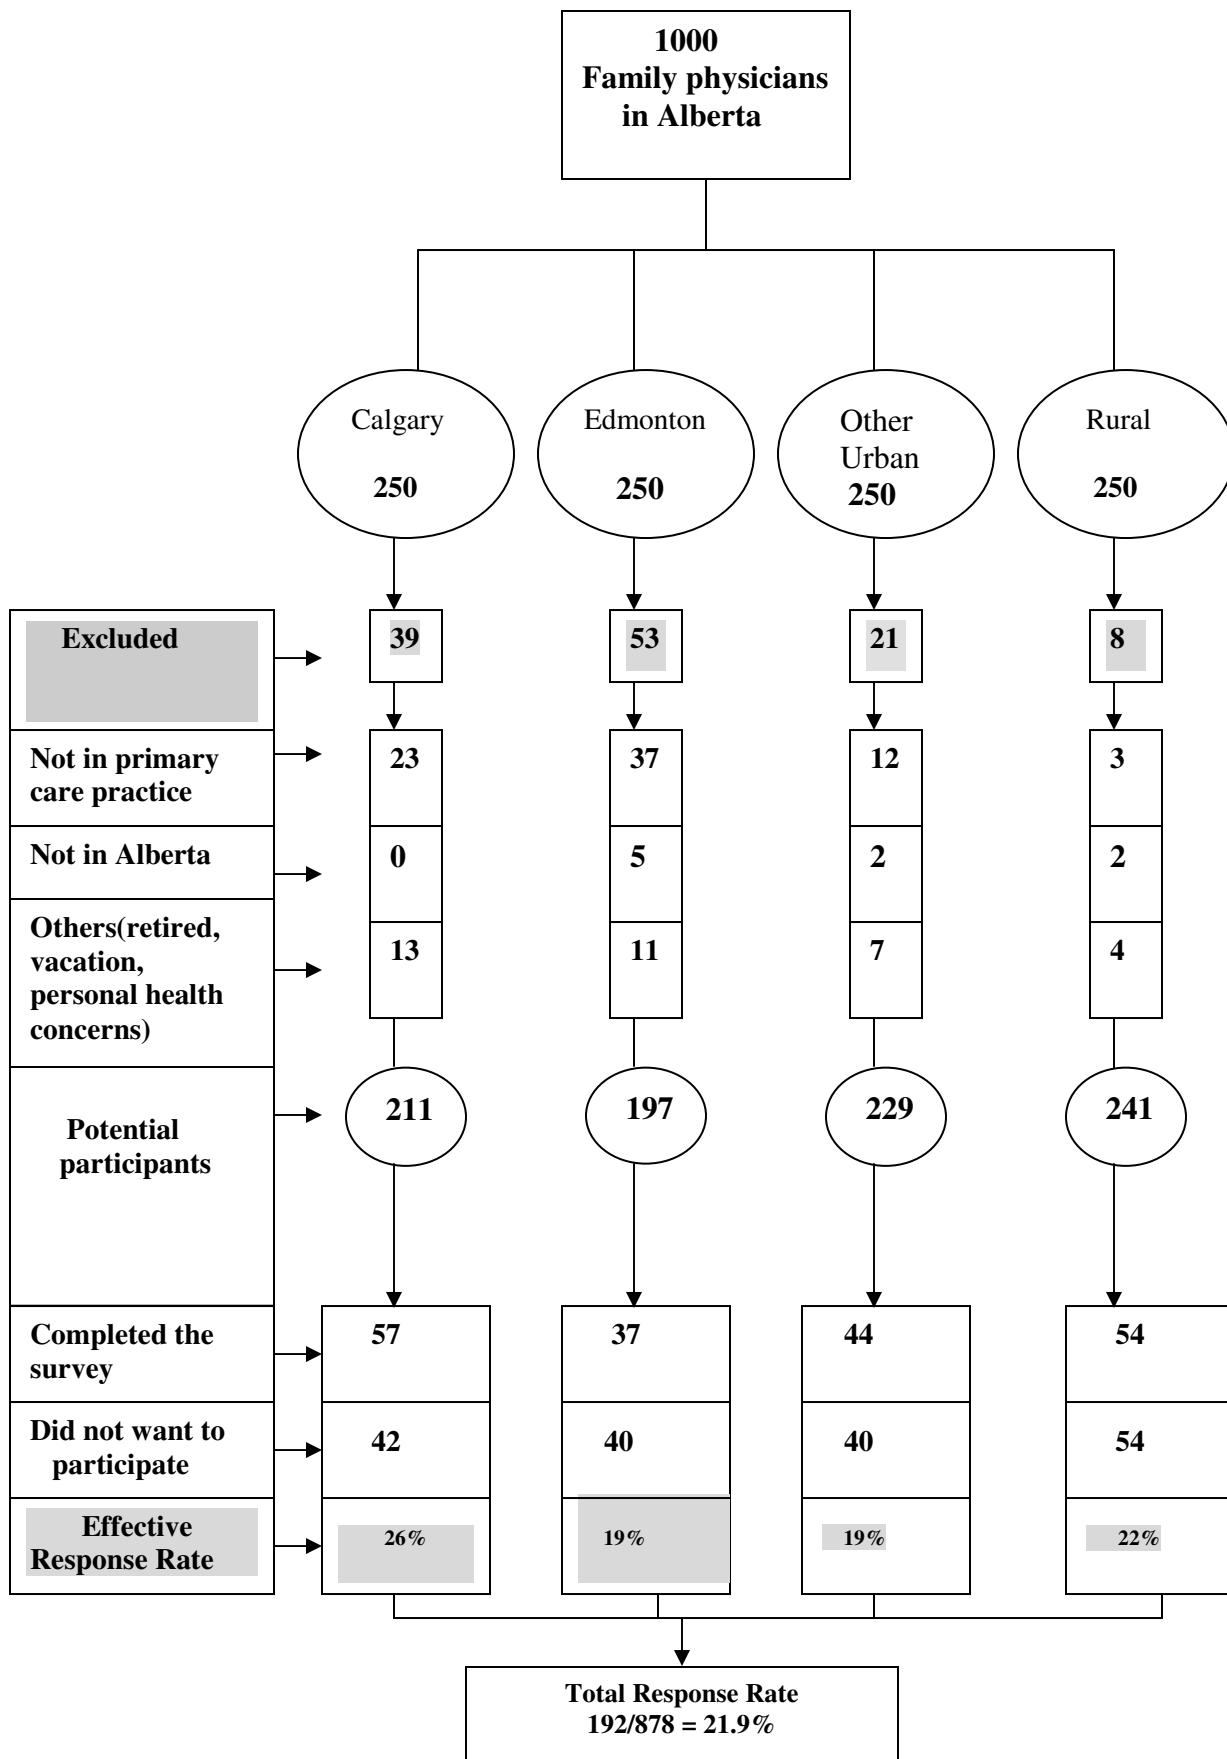 1000
Family physicians
in Alberta
Calgary
250
Edmonton
250
Other
Urban
250
Rural
250
Excluded
39
53
21
8
Not in primary
care practice
23
37
12
3
Not in Alberta
0
5
2
2
Others(retired,
vacation,
personal health
concerns)
13
11
7
4
Potential
participants
211
197
229
241
Completed the
survey
57
37
44
54
Did not want to
participate
42
40
40
54
Effective
Response Rate
26%
19%
19%
22%
Total Response Rate
192/878 = 21.9%